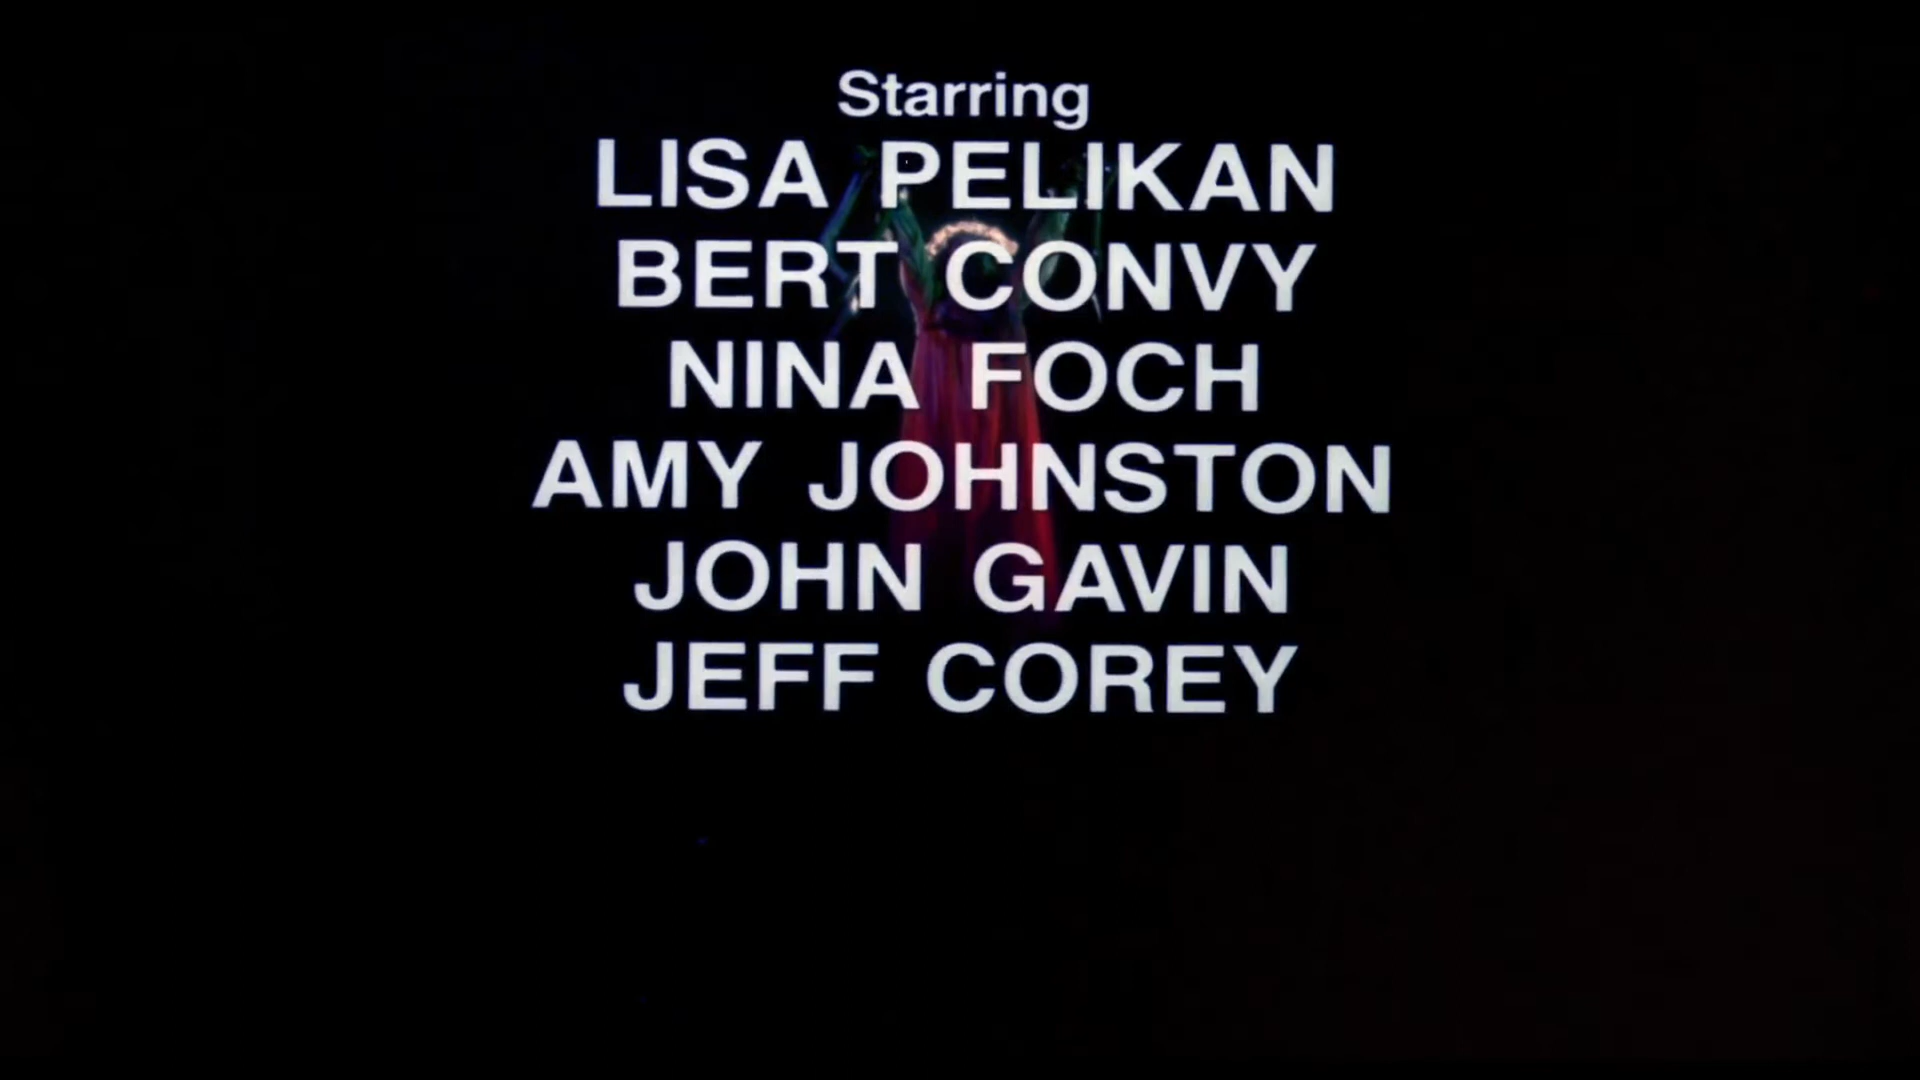 Starring
LISA PELIKAN
BERT CONVY
NINA FOCH
AMY JOHNSTON
JOHN GAVIN
JEFF COREY